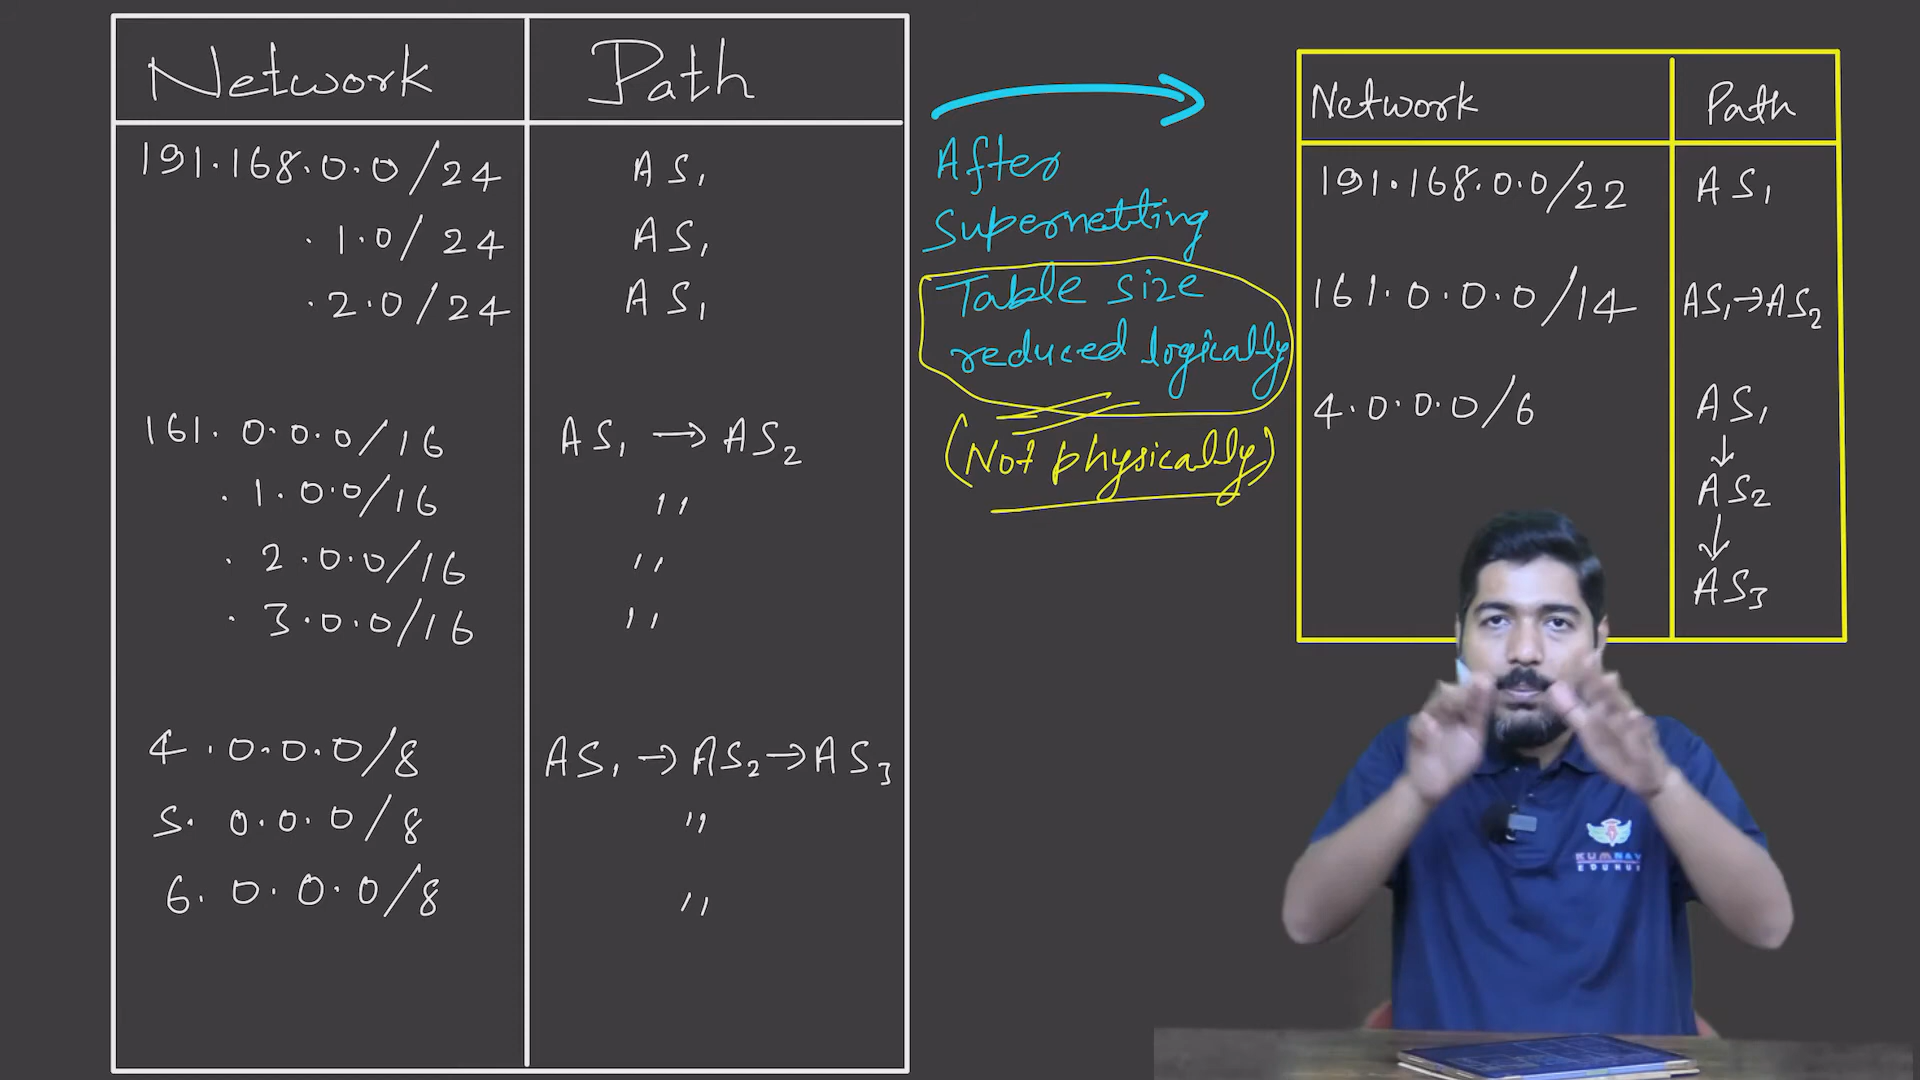 Network Path
191.168.0.0/24 AS1
.1.0/24 AS1
.2.0/24 AS1
161.0.0.0/16 AS1 → AS2
.1.0.0/16 "
.2.0.0/16 "
.3.0.0/16 "
4.0.0.0/8 AS1 → AS2 → AS3
5.0.0.0/8 "
6.0.0.0/8 "
After
Supernetting
Table size
reduced logically
(Not physically)
Network Path
191.168.0.0/22 AS1
161.0.0.0/14 AS1→AS2
4.0.0.0/6 AS1
↓
AS2
↓
AS3
EDUHUB